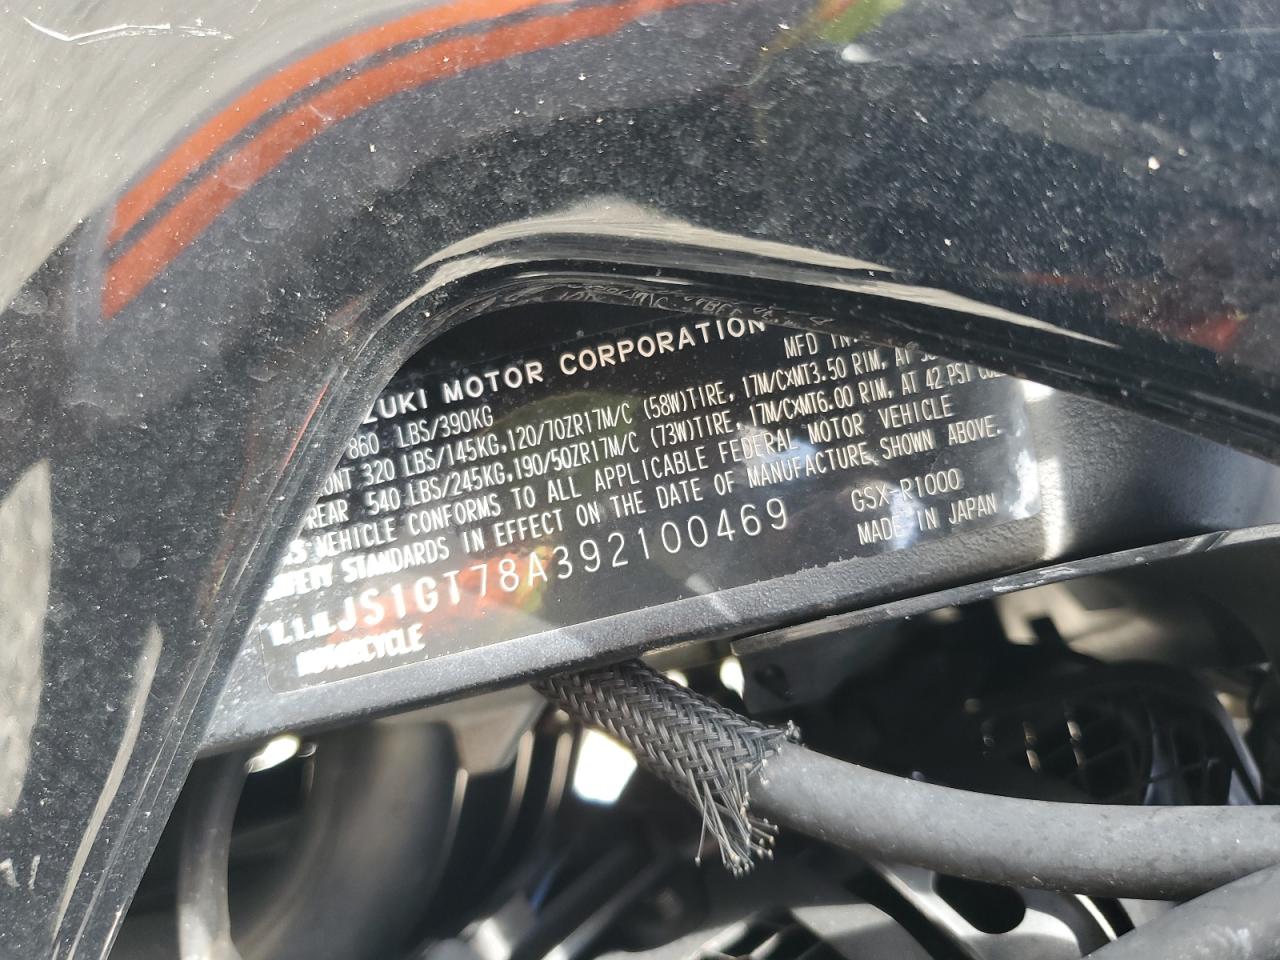 ZUKI MOTOR CORPORATION
MFD IN
860 LBS/390KG
ONT 320 LBS/145KG,120/70ZR17M/C (58W)TIRE, 17M/CXMT3.50 RIM, AT
REAR 540 LBS/245KG,190/50ZR17M/C (73W)TIRE, 17M/CXMT6.00 RIM, AT 42 PSI
VEHICLE CONFORMS TO ALL APPLICABLE FEDERAL MOTOR VEHICLE
SAFETY STANDARDS IN EFFECT ON THE DATE OF MANUFACTURE SHOWN ABOVE.
JS1GT78A392100469 GSX-R1000
MOTORCYCLE MADE IN JAPAN